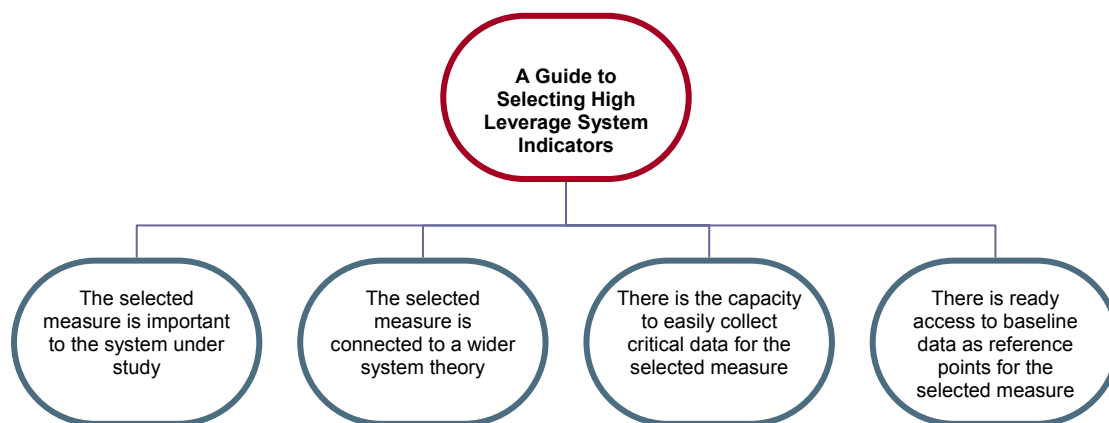 A Guide to
Selecting High
Leverage System
Indicators
The selected
measure is important
to the system under
study
The selected
measure is
connected to a wider
system theory
There is the capacity
to easily collect
critical data for the
selected measure
There is ready
access to baseline
data as reference
points for the
selected measure